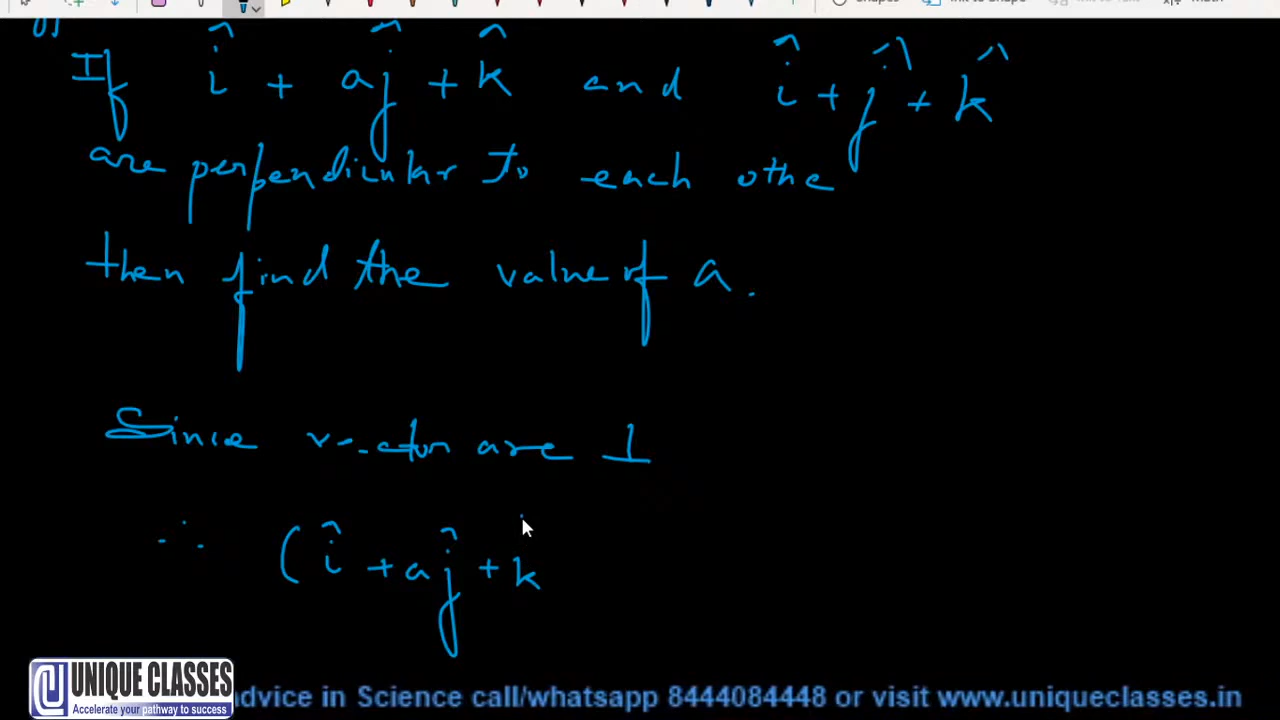 If î + aĵ + k̂ and î + ĵ + k̂
are perpendicular to each othe
then find the value of a.
Since vector are ⊥
∴ (î + aĵ + k
UNIQUE CLASSES
Accelerate your pathway to success
advice in Science call/whatsapp 8444084448 or visit www.uniqueclasses.in